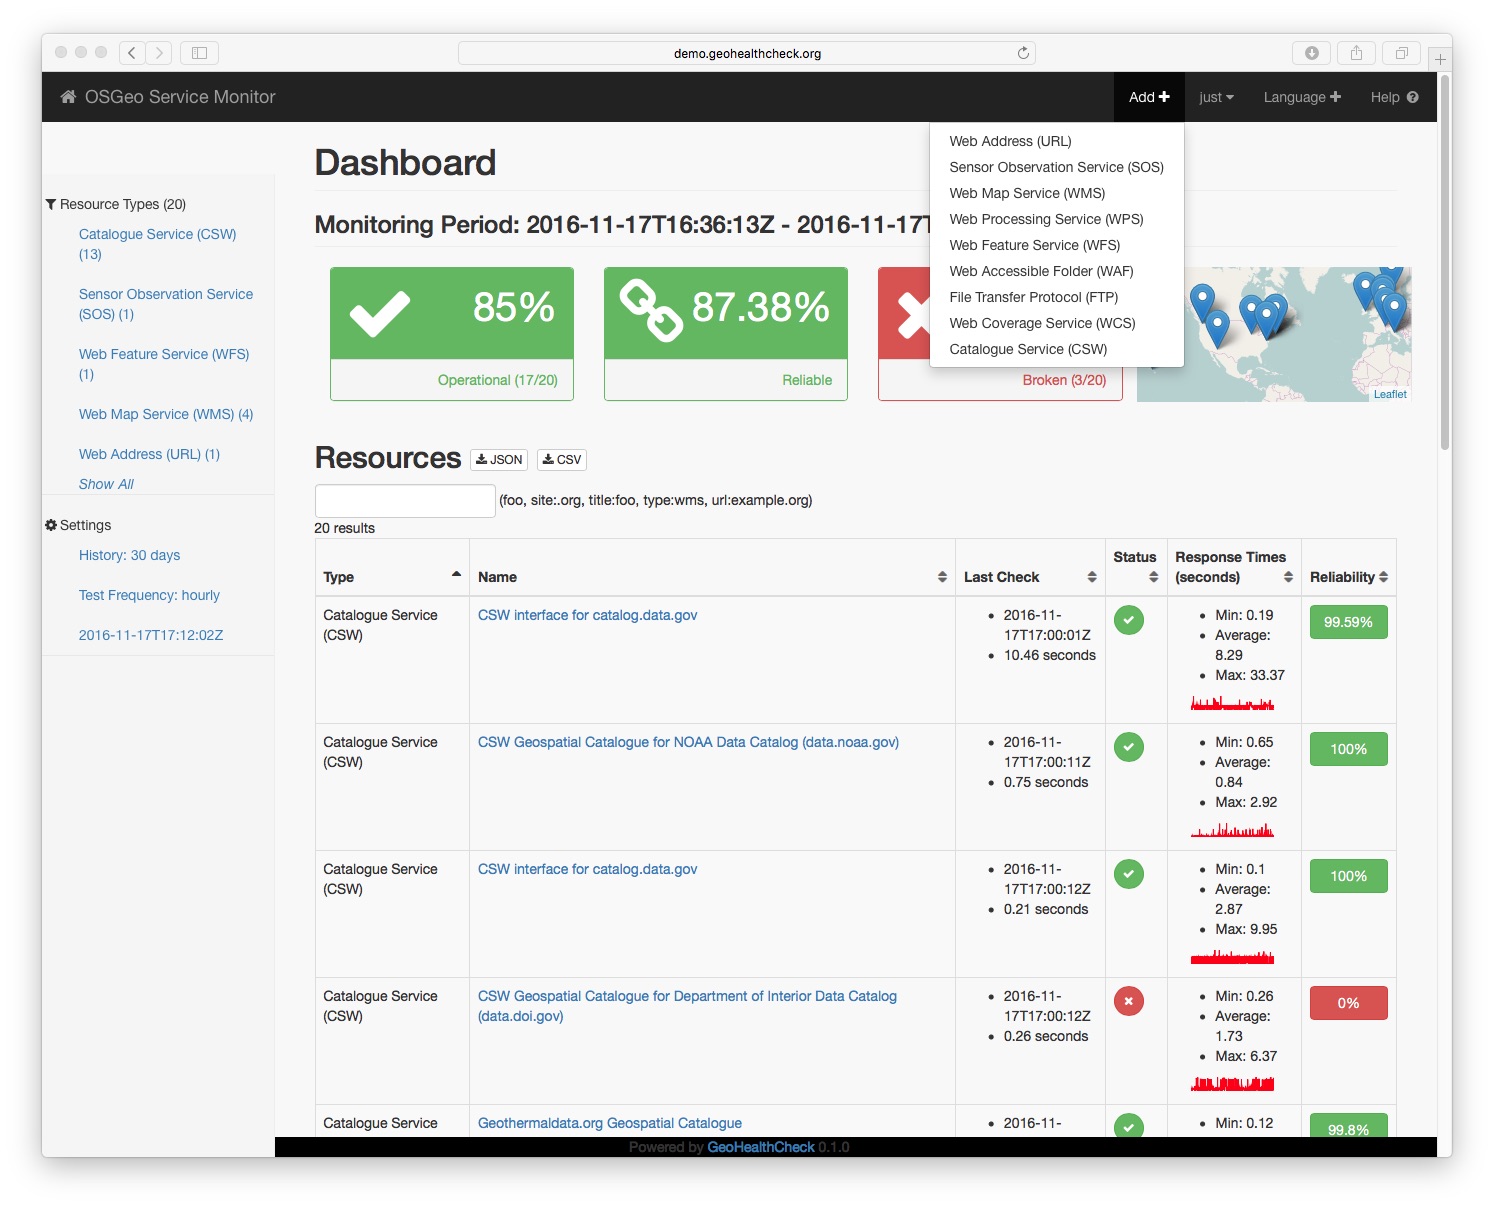 demo.geohealthcheck.org
OSGeo Service Monitor
Add
just
Language
Help
Web Address (URL)
Sensor Observation Service (SOS)
Web Map Service (WMS)
Web Processing Service (WPS)
Web Feature Service (WFS)
Web Accessible Folder (WAF)
File Transfer Protocol (FTP)
Web Coverage Service (WCS)
Catalogue Service (CSW)
Resource Types (20)
Catalogue Service (CSW)
(13)
Sensor Observation Service
(SOS) (1)
Web Feature Service (WFS)
(1)
Web Map Service (WMS) (4)
Web Address (URL) (1)
Show All
Settings
History: 30 days
Test Frequency: hourly
2016-11-17T17:12:02Z
Dashboard
Monitoring Period: 2016-11-17T16:36:13Z - 2016-11-17T
85%
Operational (17/20)
87.38%
Reliable
Broken (3/20)
Leaflet
Resources
JSON
CSV
(foo, site:.org, title:foo, type:wms, url:example.org)
20 results
Type
Name
Last Check
Status
Response Times
(seconds)
Reliability
Catalogue Service
(CSW)
CSW interface for catalog.data.gov
2016-11-
17T17:00:01Z
10.46 seconds
Min: 0.19
Average:
8.29
Max: 33.37
99.59%
Catalogue Service
(CSW)
CSW Geospatial Catalogue for NOAA Data Catalog (data.noaa.gov)
2016-11-
17T17:00:11Z
0.75 seconds
Min: 0.65
Average:
0.84
Max: 2.92
100%
Catalogue Service
(CSW)
CSW interface for catalog.data.gov
2016-11-
17T17:00:12Z
0.21 seconds
Min: 0.1
Average:
2.87
Max: 9.95
100%
Catalogue Service
(CSW)
CSW Geospatial Catalogue for Department of Interior Data Catalog
(data.doi.gov)
2016-11-
17T17:00:12Z
0.26 seconds
Min: 0.26
Average:
1.73
Max: 6.37
0%
Catalogue Service
Geothermaldata.org Geospatial Catalogue
2016-11-
Min: 0.12
99.8%
Powered by GeoHealthCheck 0.1.0